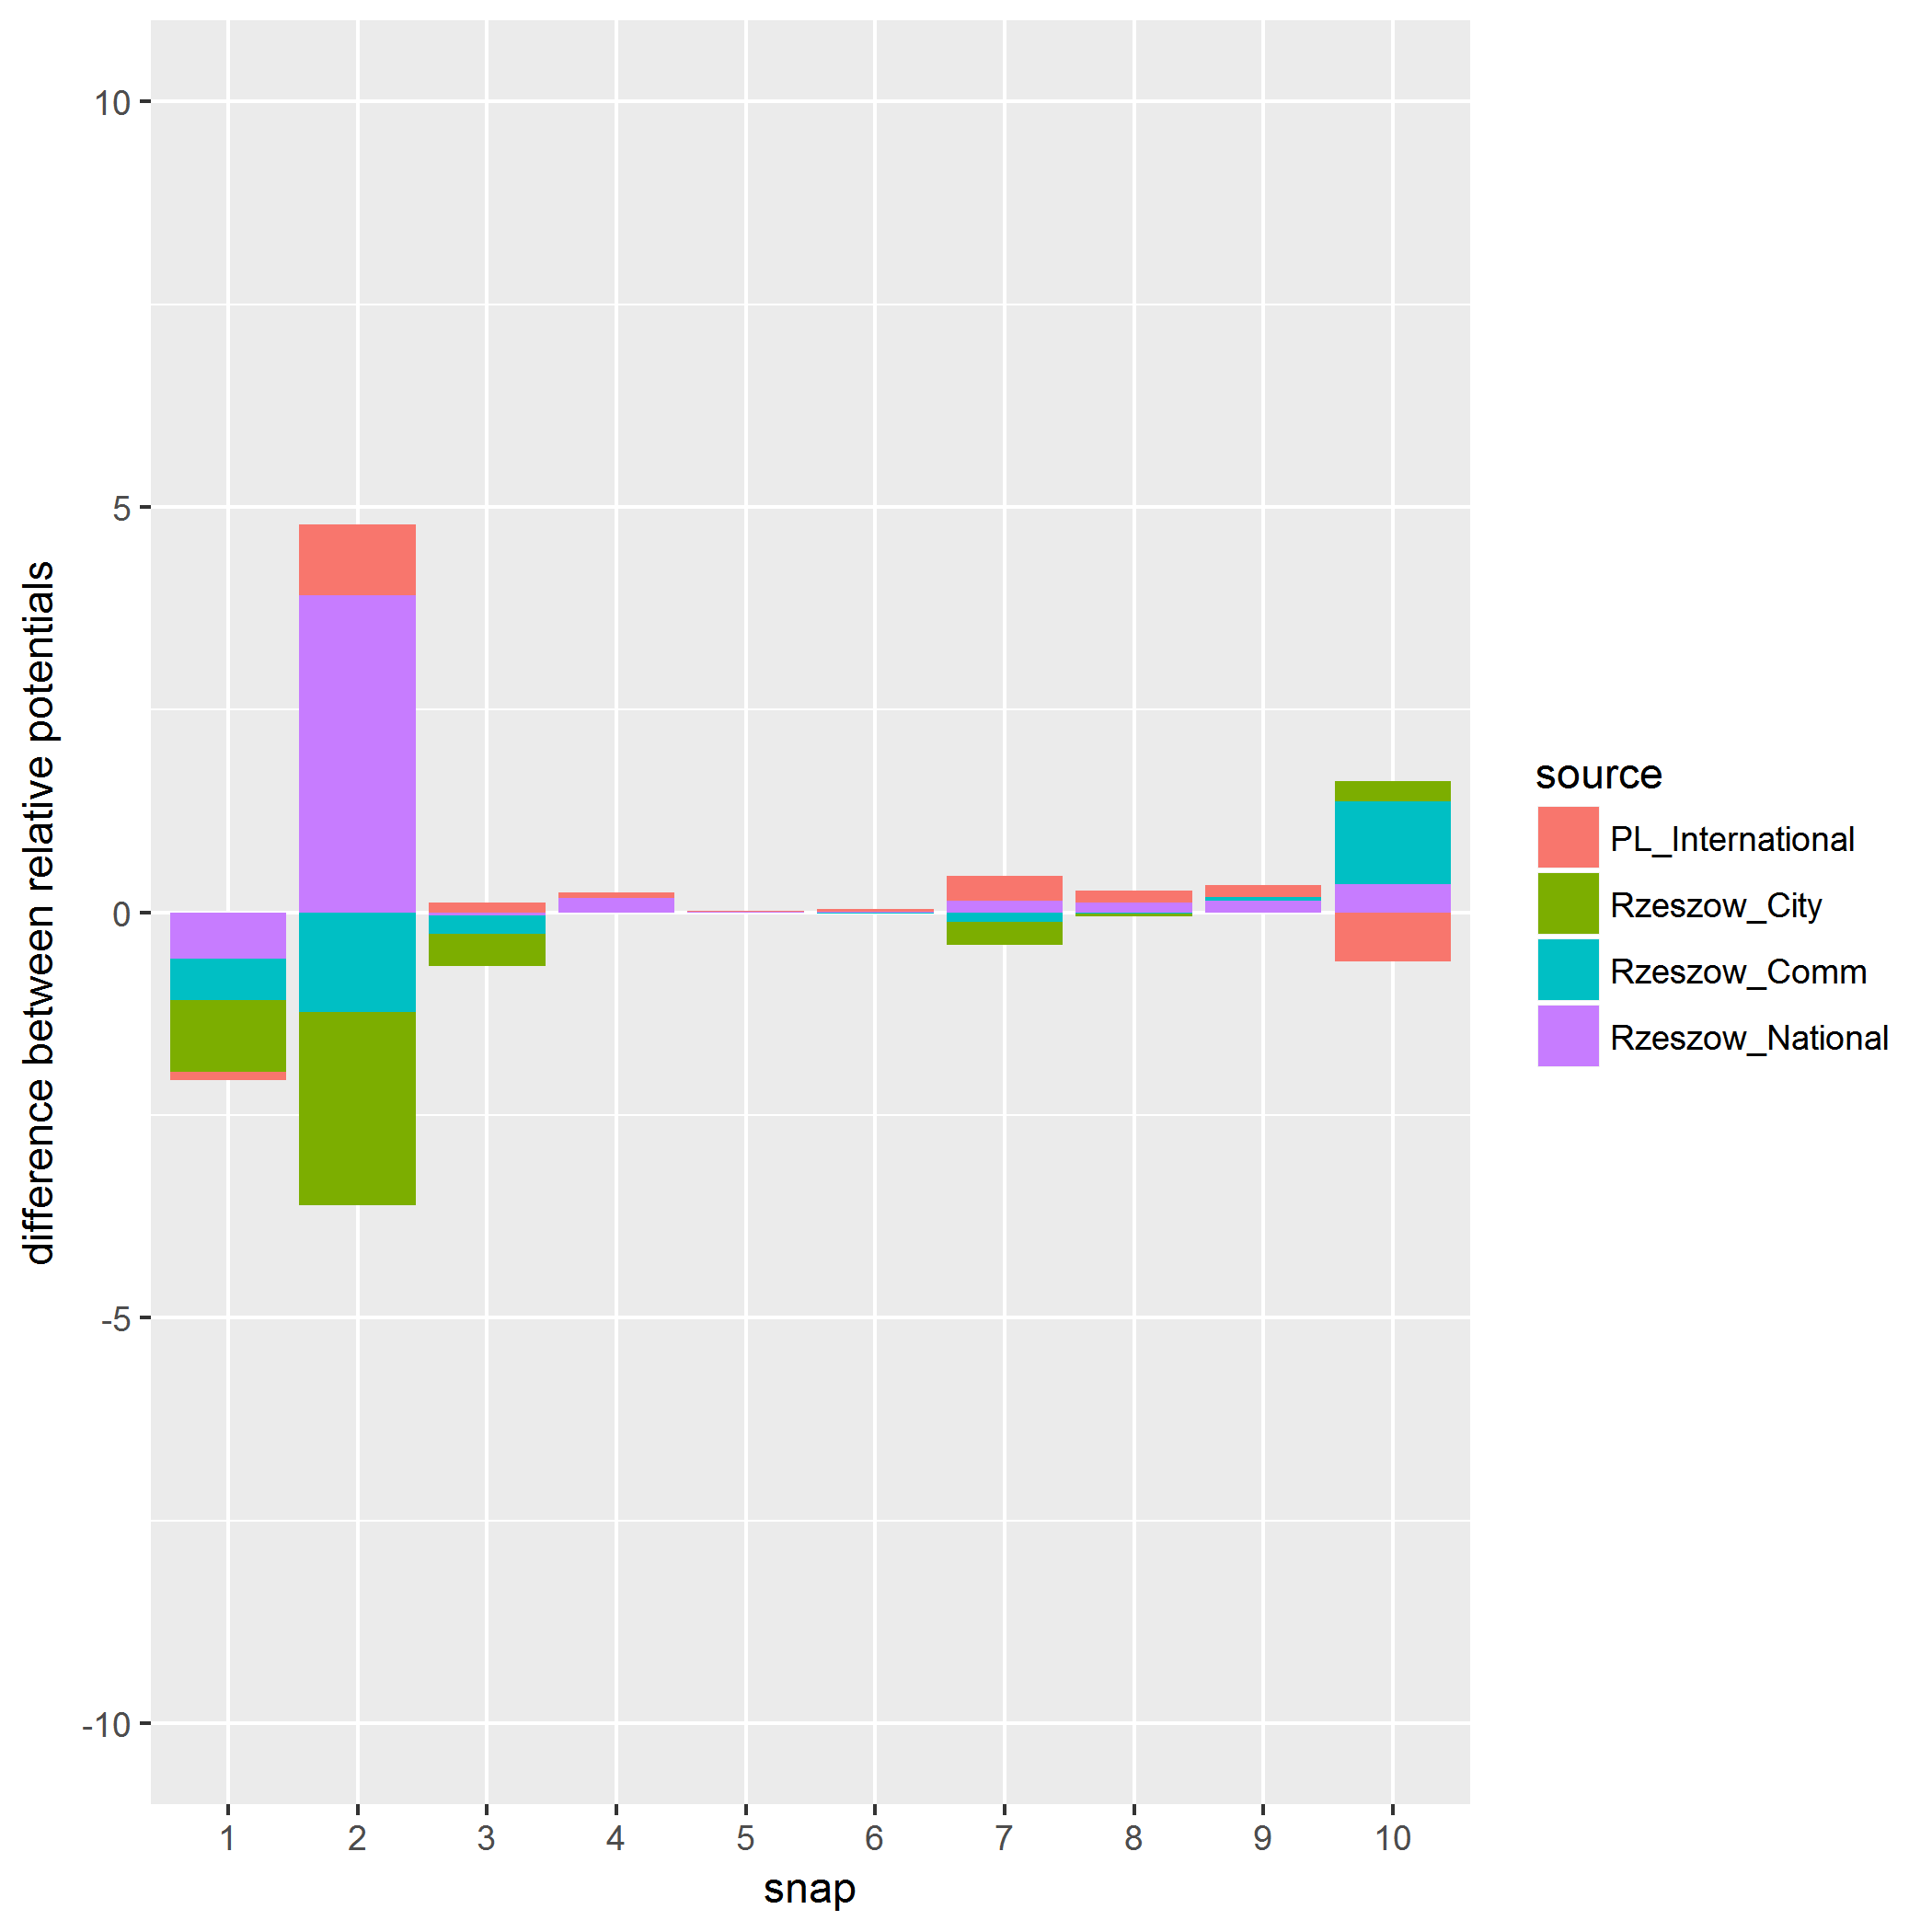 difference between relative potentials
10
5
0
-5
-10
1 2 3 4 5 6 7 8 9 10
snap
source
PL_International
Rzeszow_City
Rzeszow_Comm
Rzeszow_National